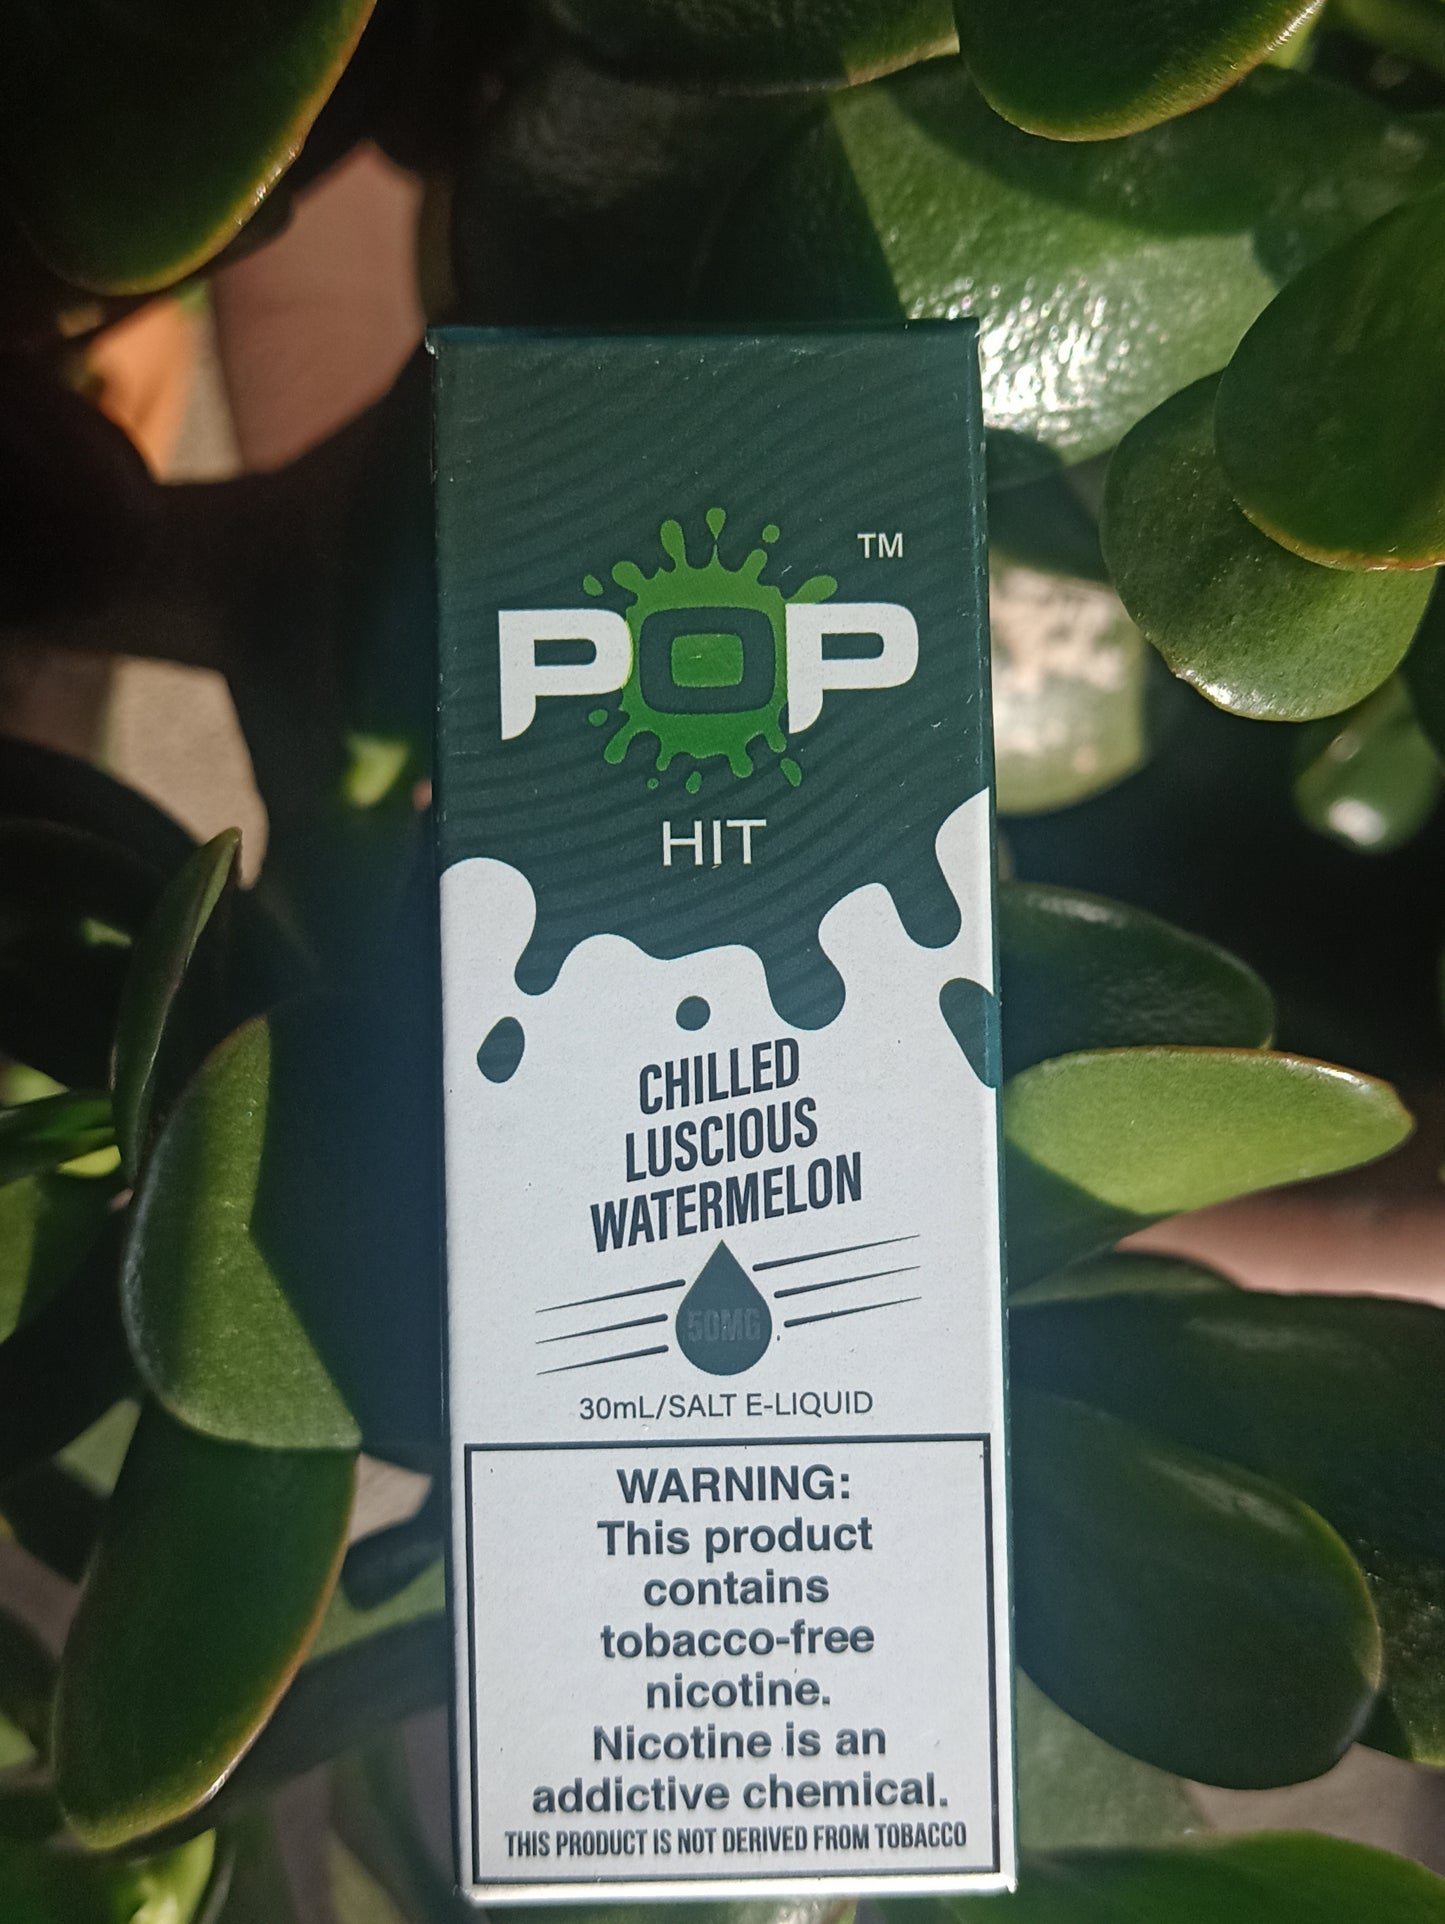 POP™
HIT
CHILLED
LUSCIOUS
WATERMELON
50MG
30mL/SALT E-LIQUID
WARNING:
This product
contains
tobacco-free
nicotine.
Nicotine is an
addictive chemical.
THIS PRODUCT IS NOT DERIVED FROM TOBACCO